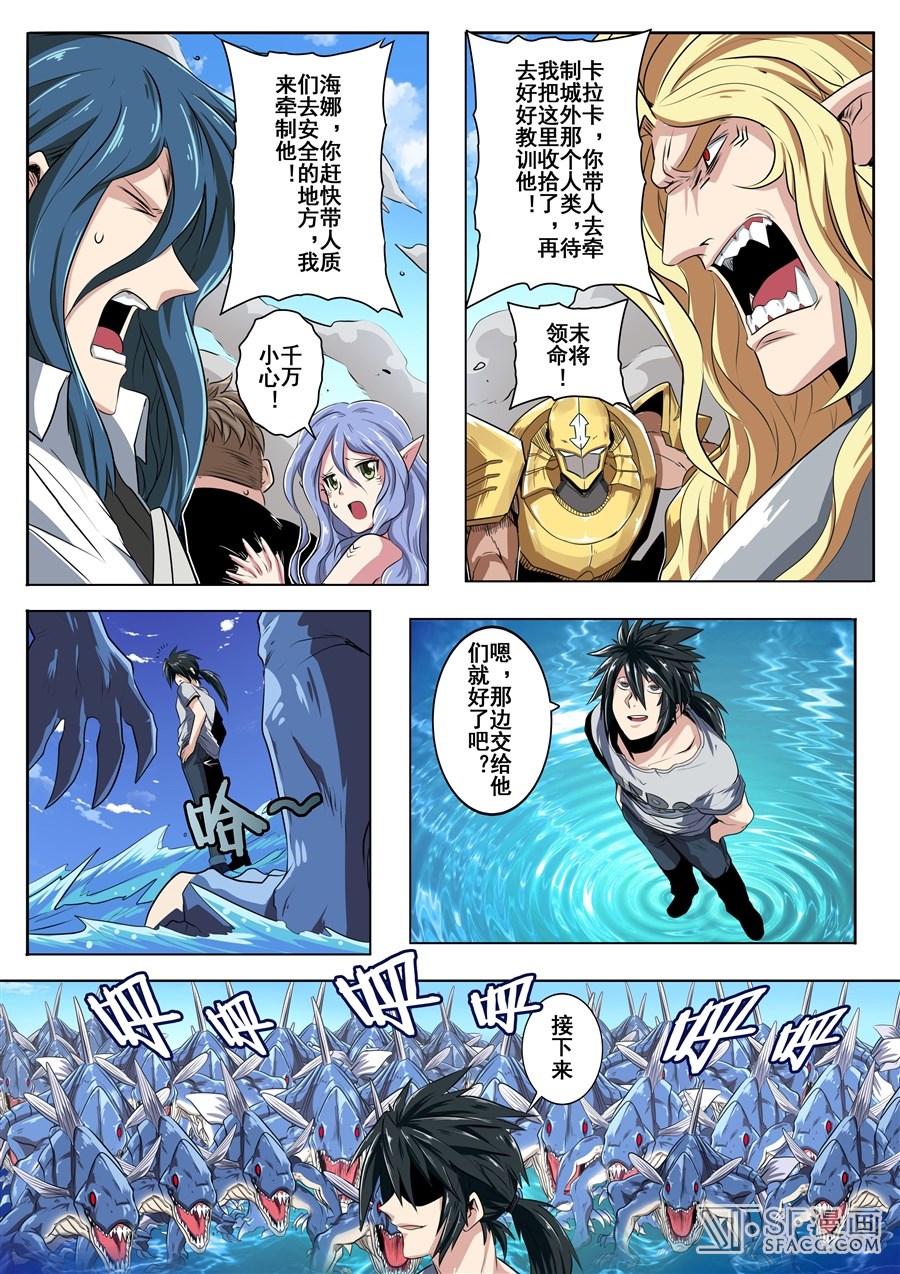 海娜，你赶快带人质
们去安全的地方，我
来牵制他！
千万
小心！
卡拉卡，你带人去牵
制城外那个人类，待
我把这里收拾了，再
去好好教训他！
末将
领命！
哈～
嗯，那边交给他
们就好了吧？
呼
呼
呼
呼
呼
呼
接下来
SF漫画
SFACG.COM